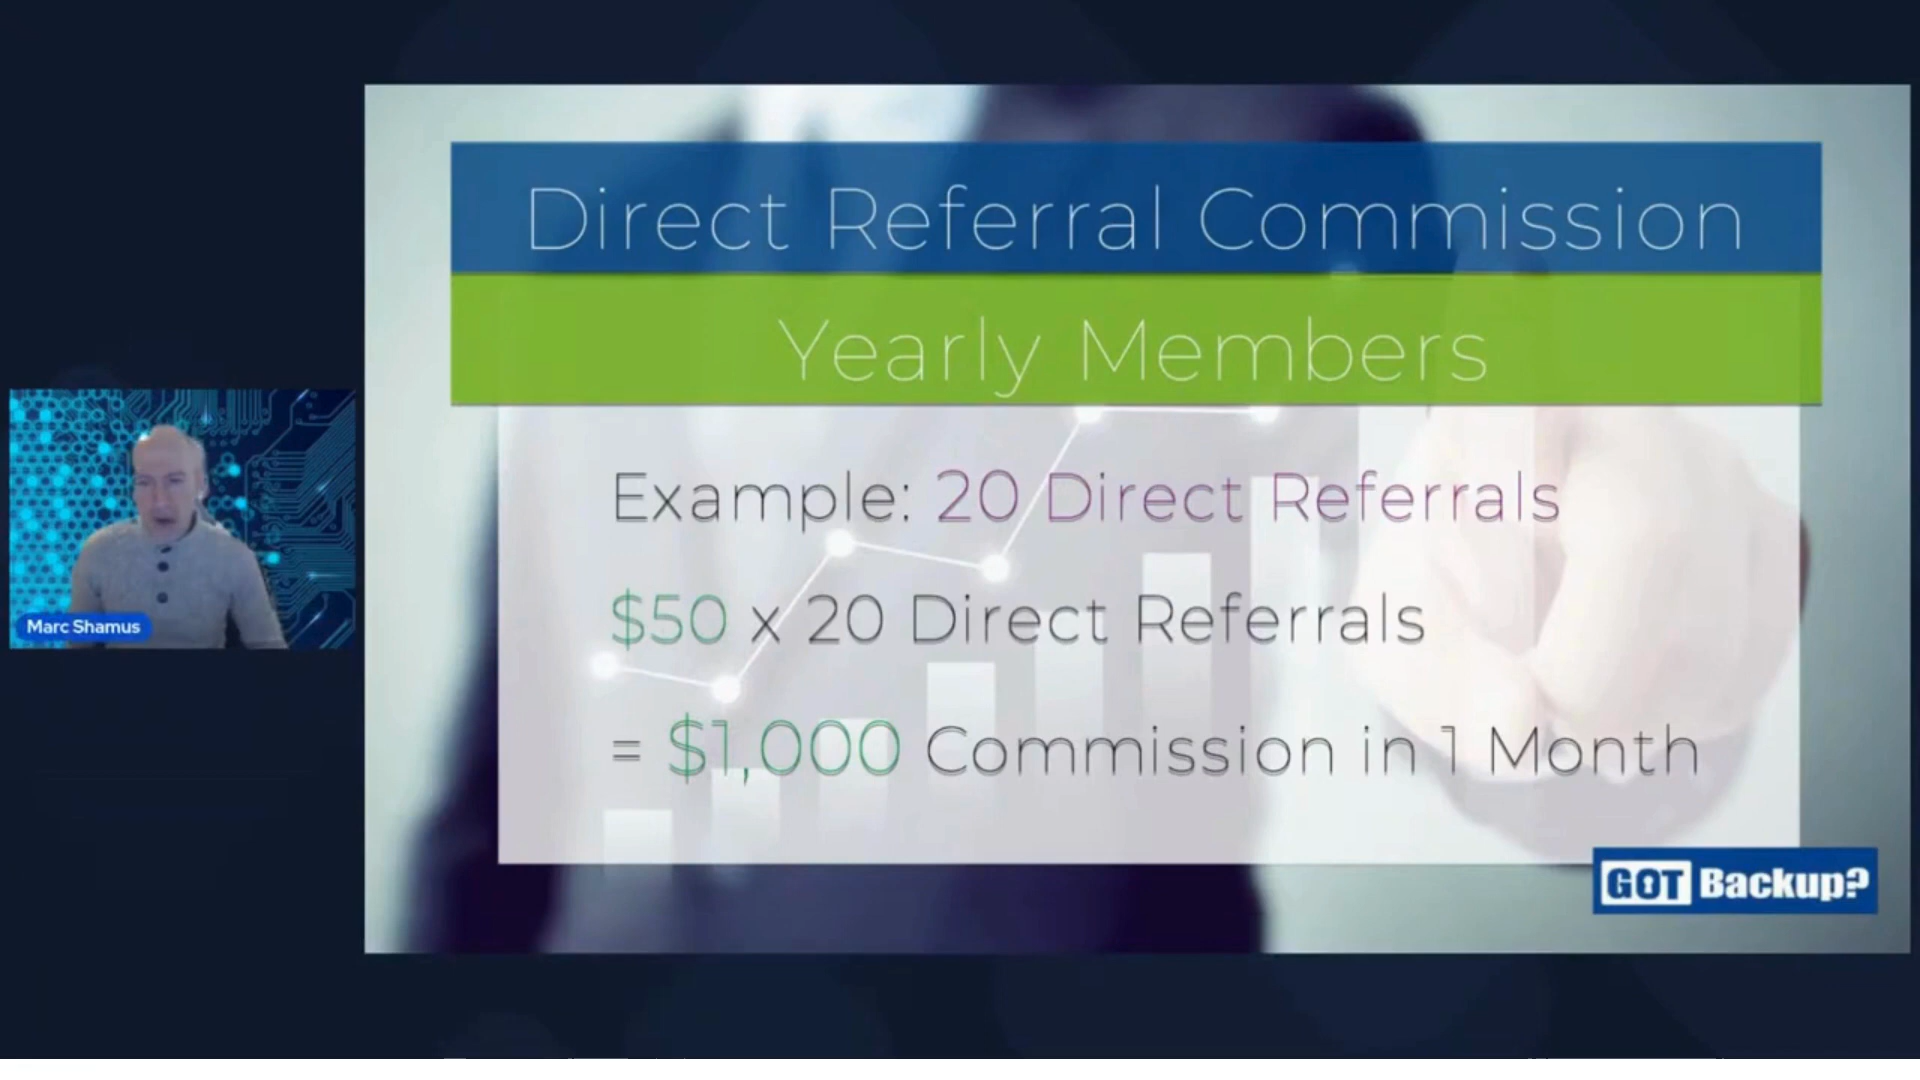 Direct Referral Commission
Yearly Members
Example: 20 Direct Referrals
$50 x 20 Direct Referrals
= $1,000 Commission in 1 Month
Marc Shamus
GOT Backup?